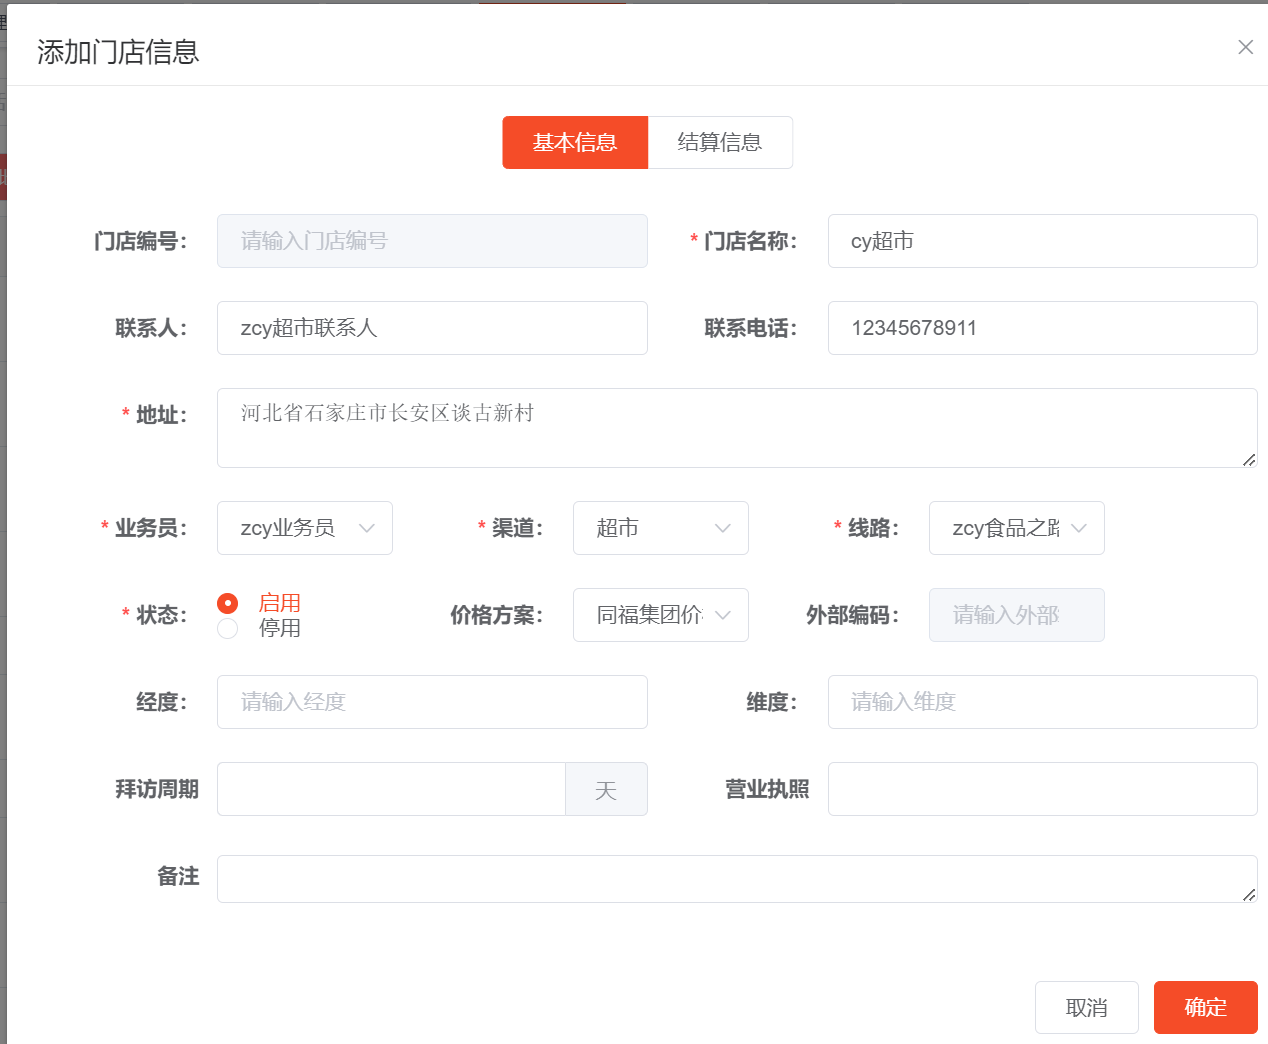 添加门店信息
基本信息 结算信息
门店编号： 请输入门店编号 * 门店名称： cy超市
联系人： zcy超市联系人 联系电话： 12345678911
* 地址： 河北省石家庄市长安区谈古新村
* 业务员： zcy业务员 * 渠道： 超市 * 线路： zcy食品之路
* 状态： 启用 价格方案： 同福集团价 外部编码： 请输入外部
停用
经度： 请输入经度 维度： 请输入维度
拜访周期 天 营业执照
备注
取消 确定